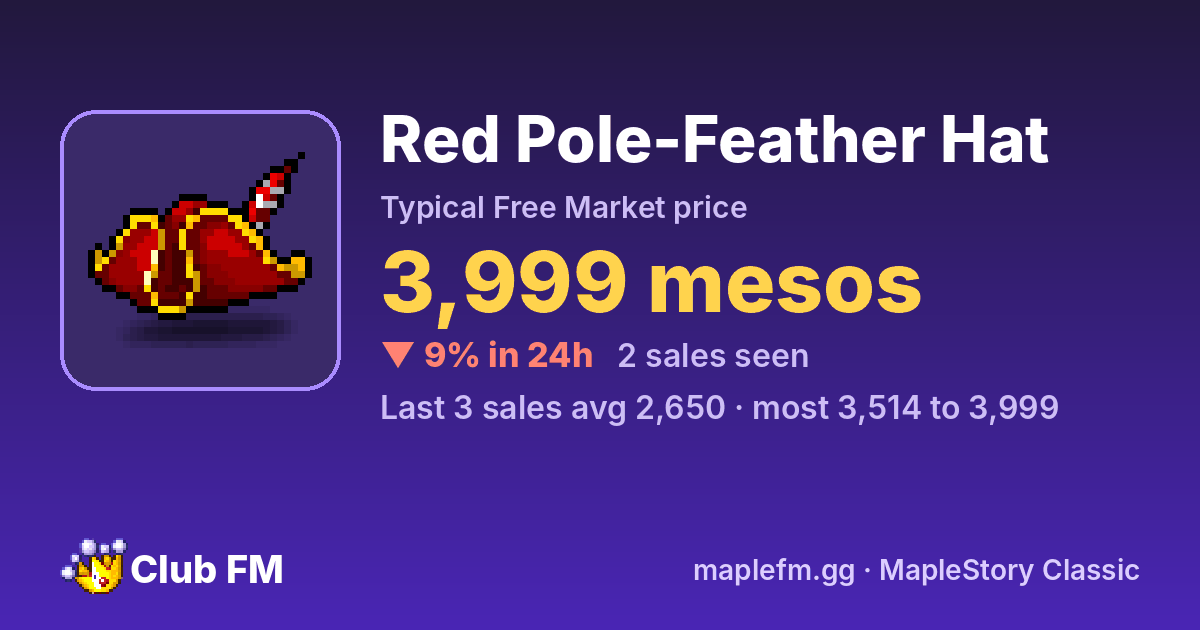 Red Pole-Feather Hat
Typical Free Market price
3,999 mesos
▼ 9% in 24h 2 sales seen
Last 3 sales avg 2,650 · most 3,514 to 3,999
Club FM
maplefm.gg · MapleStory Classic